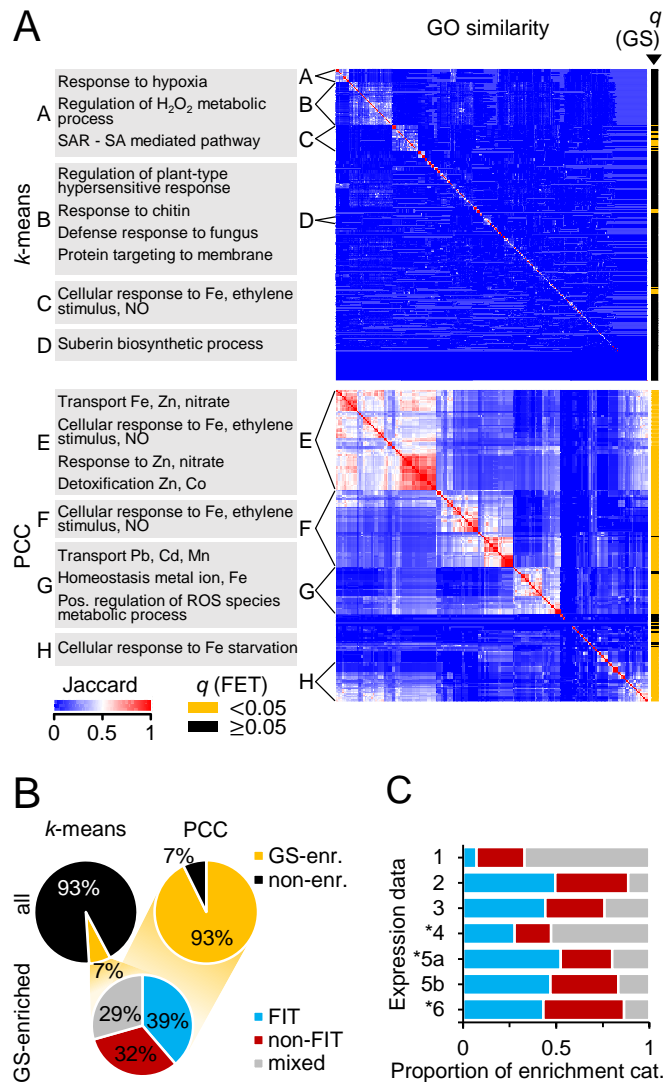 A
GO similarity
q
(GS)
k-means
A
Response to hypoxia
Regulation of H2O2 metabolic
process
SAR - SA mediated pathway
B
Regulation of plant-type
hypersensitive response
Response to chitin
Defense response to fungus
Protein targeting to membrane
C
Cellular response to Fe, ethylene
stimulus, NO
D
Suberin biosynthetic process
A
B
C
D
PCC
E
Transport Fe, Zn, nitrate
Cellular response to Fe, ethylene
stimulus, NO
Response to Zn, nitrate
Detoxification Zn, Co
F
Cellular response to Fe, ethylene
stimulus, NO
G
Transport Pb, Cd, Mn
Homeostasis metal ion, Fe
Pos. regulation of ROS species
metabolic process
H
Cellular response to Fe starvation
E
F
G
H
Jaccard
0 0.5 1
q (FET)
<0.05
≥0.05
B
k-means
PCC
all
93%
7%
7%
93%
GS-enr.
non-enr.
GS-enriched
29%
39%
32%
FIT
non-FIT
mixed
C
Expression data
1
2
3
*4
*5a
5b
*6
0 0.5 1
Proportion of enrichment cat.